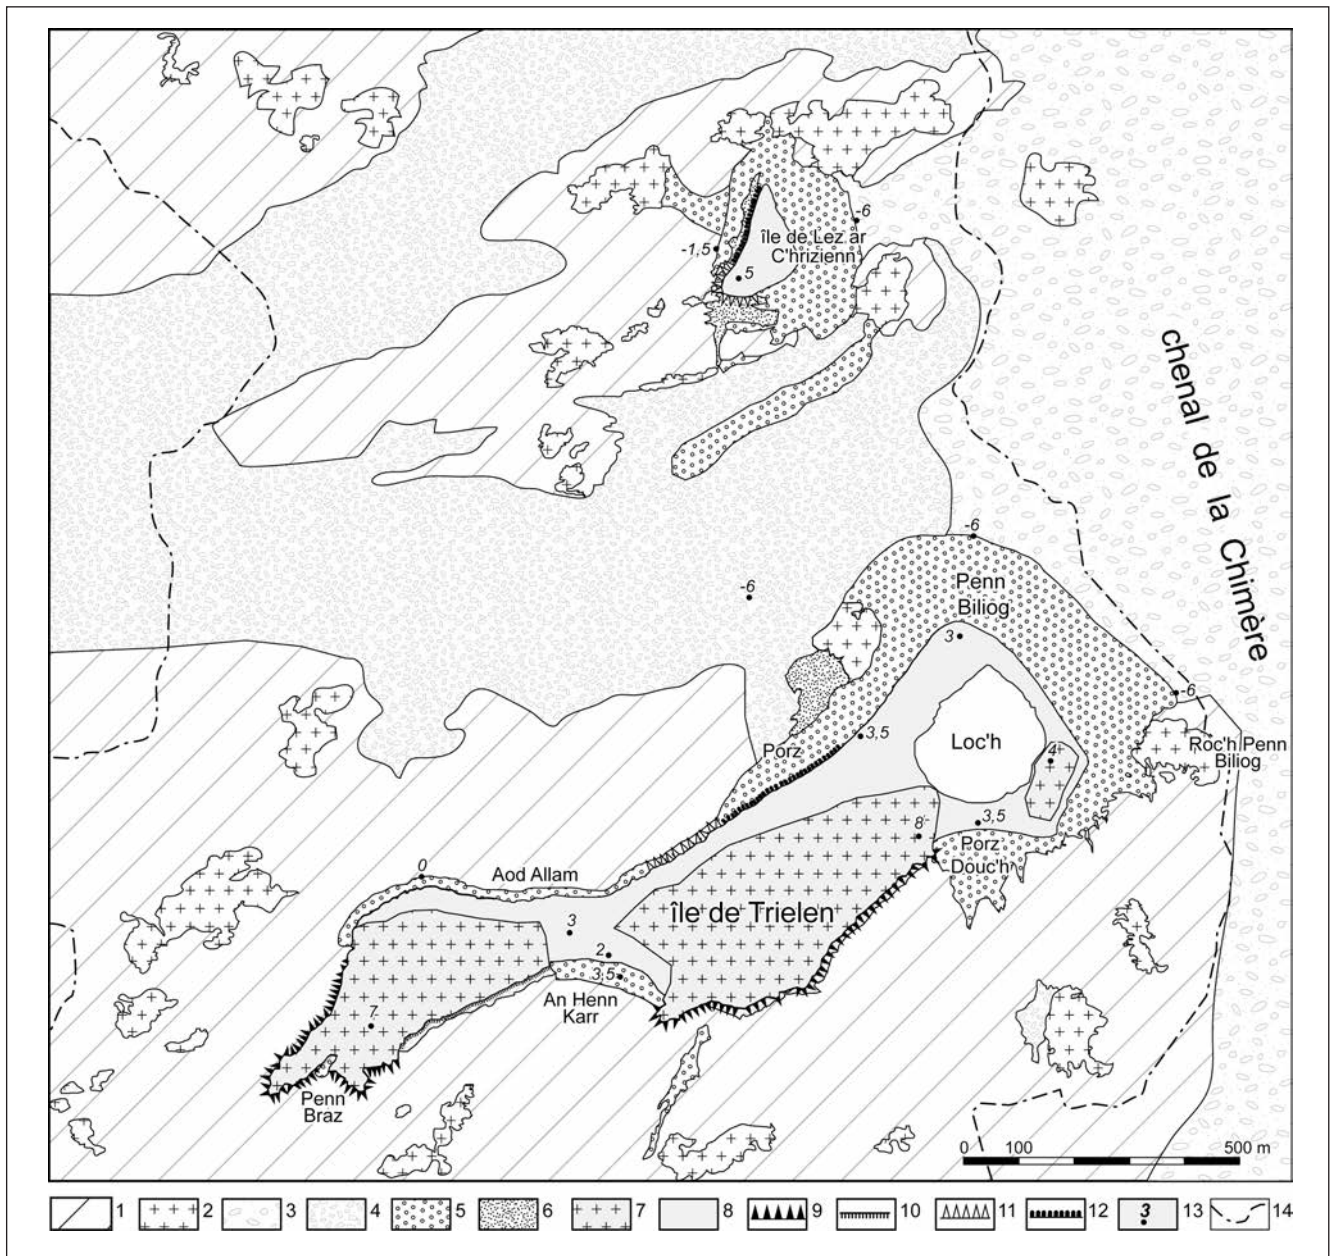 -6
île de Lez ar
C'hrizienn
-1,5
5
chenal de la Chimère
-6
-6
Penn
Biliog
3
-6
3,5
Porz
Loc'h
4
Roc'h Penn
Biliog
8
3,5
Porz
Douc'h
0
Aod Allam
île de Trielen
3
2
3,5
An Henn
Karr
7
Penn
Braz
0 100 500 m
1 2 3 4 5 6 7 8 9 10 11 12 3 13 14